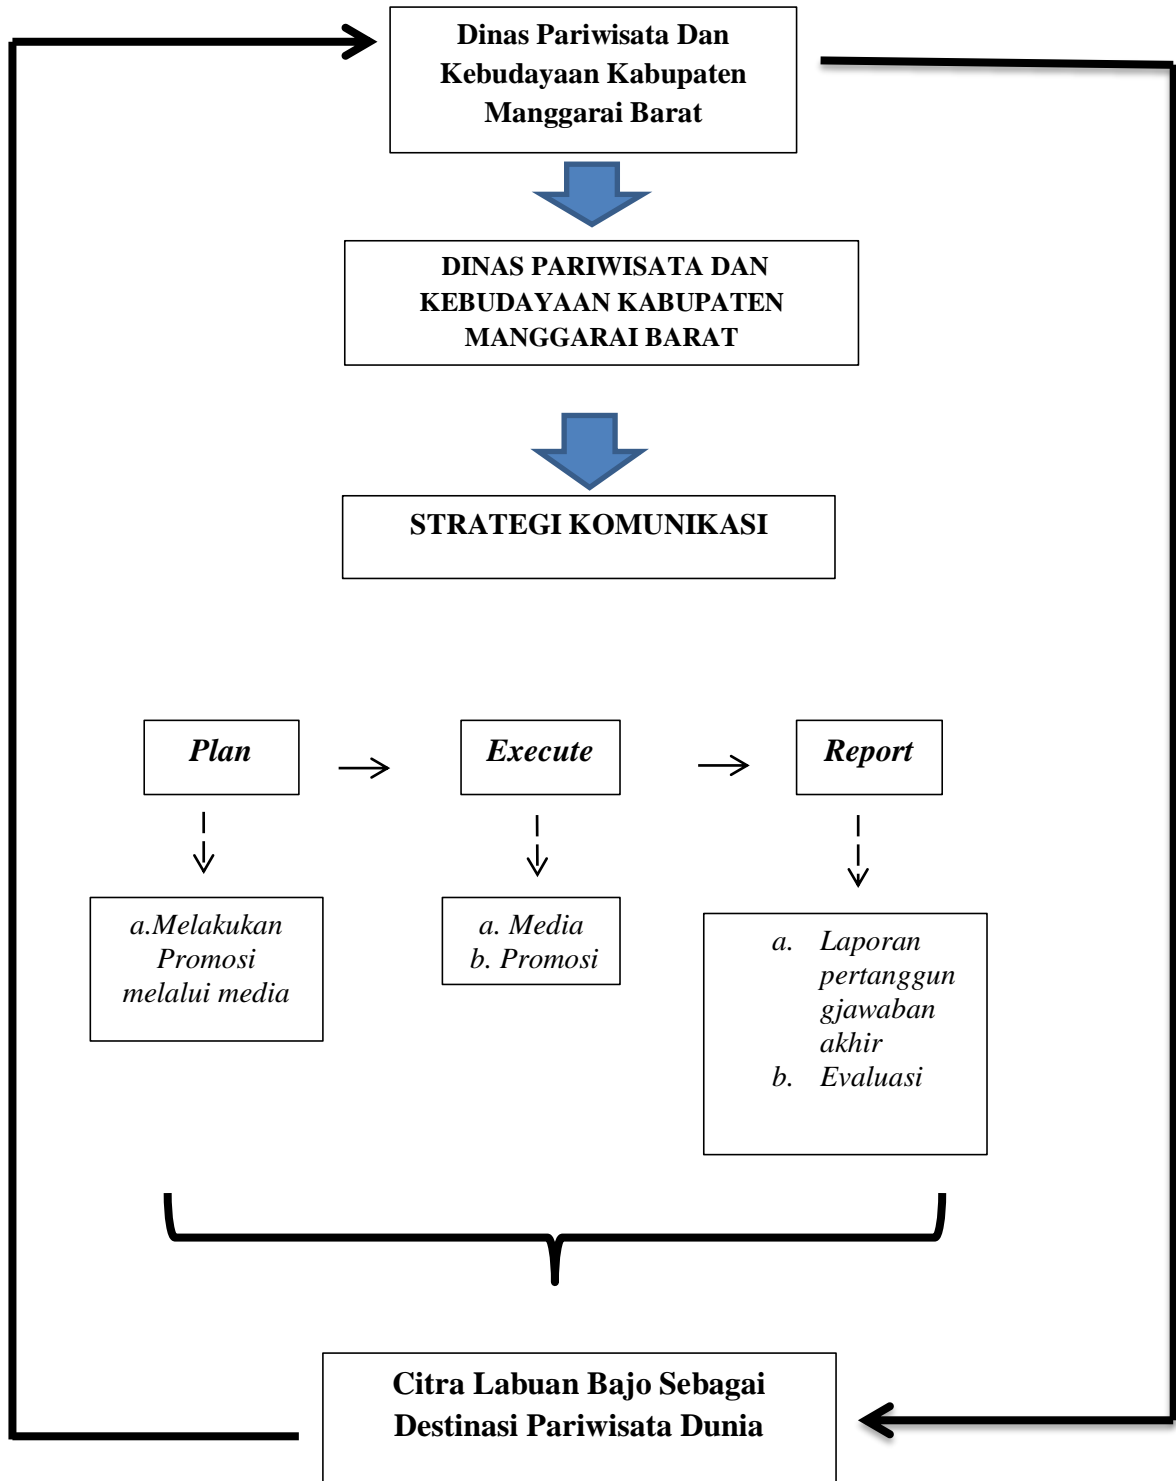 Dinas Pariwisata Dan
Kebudayaan Kabupaten
Manggarai Barat
DINAS PARIWISATA DAN
KEBUDAYAAN KABUPATEN
MANGGARAI BARAT
STRATEGI KOMUNIKASI
Plan
Execute
Report
a.Melakukan
Promosi
melalui media
a. Media
b. Promosi
a. Laporan
pertanggun
gjawaban
akhir
b. Evaluasi
Citra Labuan Bajo Sebagai
Destinasi Pariwisata Dunia